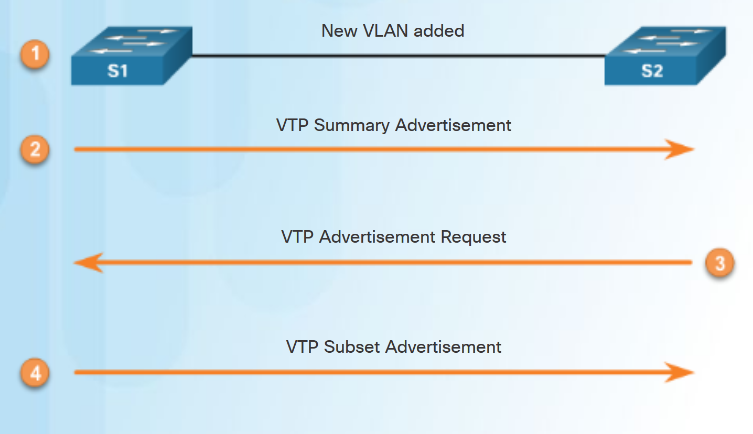 New VLAN added
1
S1
S2
VTP Summary Advertisement
2
VTP Advertisement Request
3
VTP Subset Advertisement
4